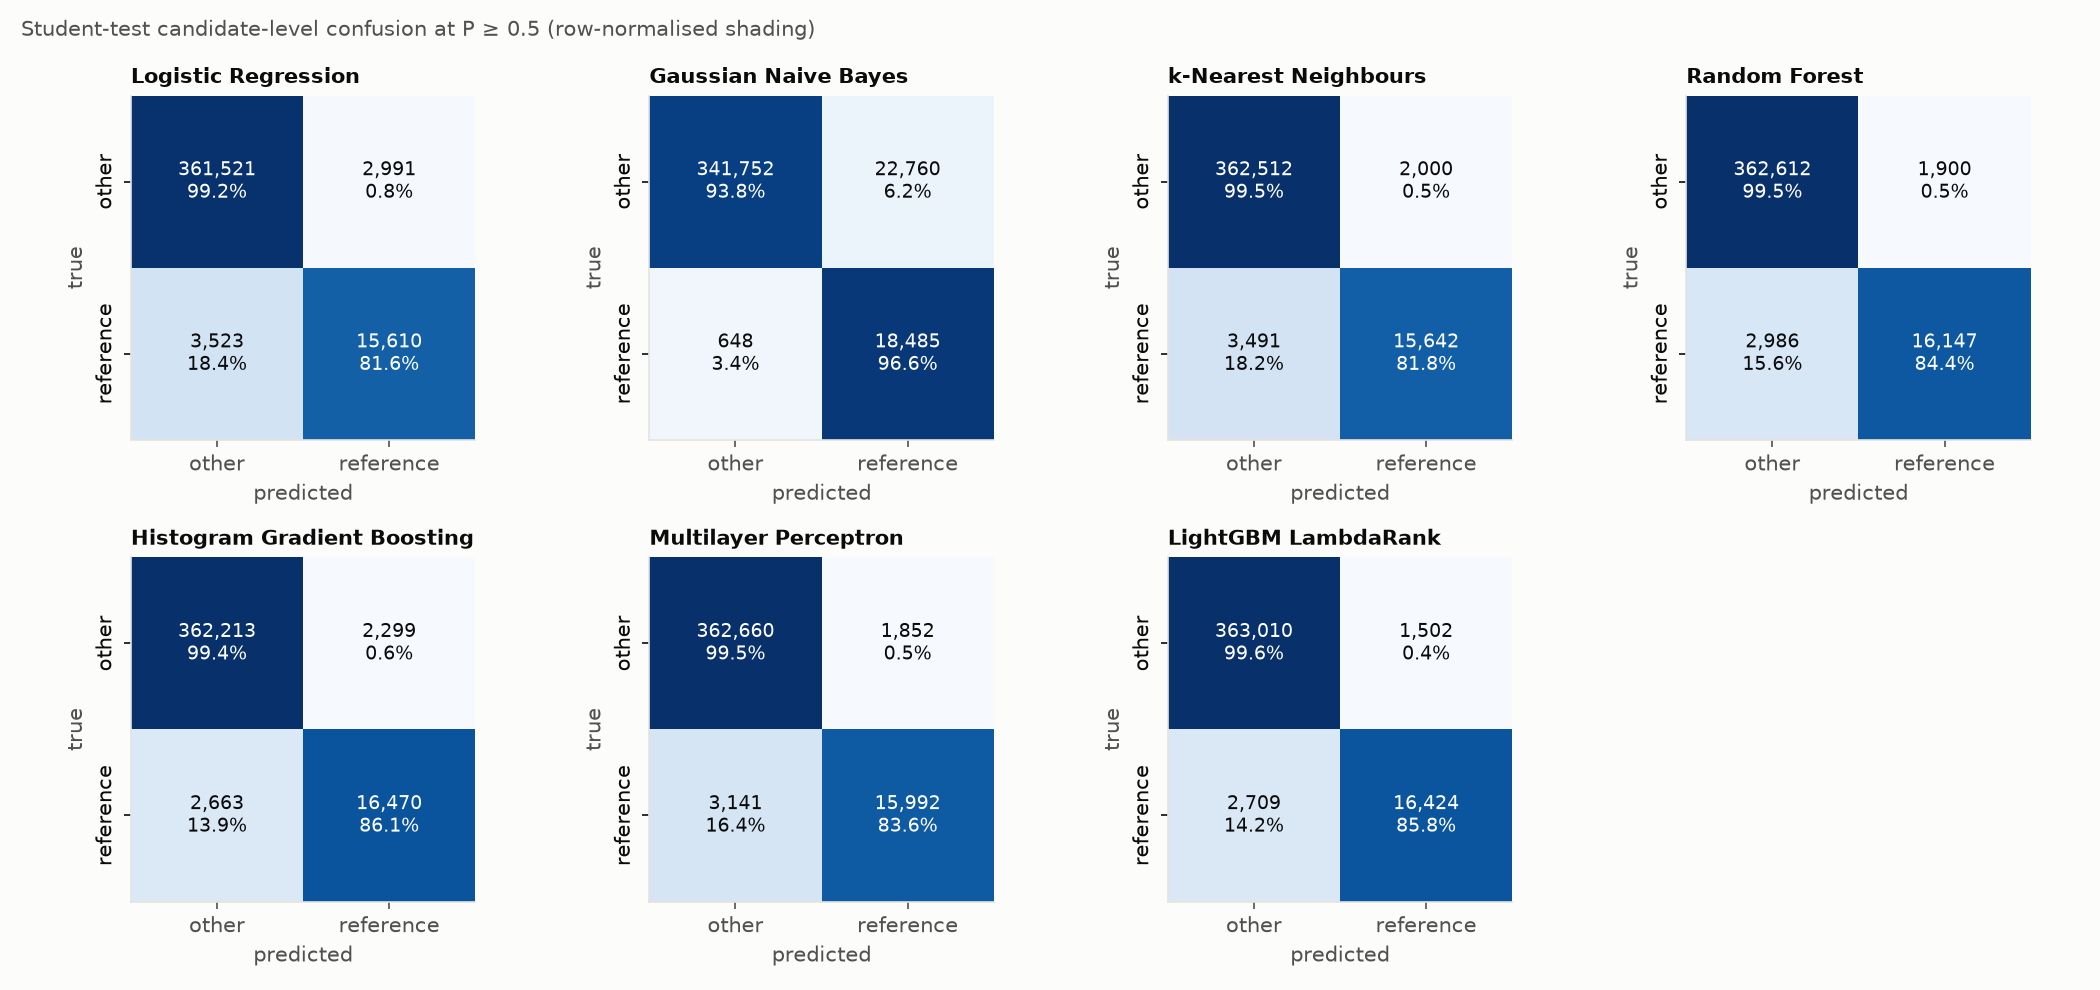 Student-test candidate-level confusion at P ≥ 0.5 (row-normalised shading)
Logistic Regression
other
reference
true
361,521
99.2%
2,991
0.8%
3,523
18.4%
15,610
81.6%
other
reference
predicted
Gaussian Naive Bayes
other
reference
true
341,752
93.8%
22,760
6.2%
648
3.4%
18,485
96.6%
other
reference
predicted
k-Nearest Neighbours
other
reference
true
362,512
99.5%
2,000
0.5%
3,491
18.2%
15,642
81.8%
other
reference
predicted
Random Forest
other
reference
true
362,612
99.5%
1,900
0.5%
2,986
15.6%
16,147
84.4%
other
reference
predicted
Histogram Gradient Boosting
other
reference
true
362,213
99.4%
2,299
0.6%
2,663
13.9%
16,470
86.1%
other
reference
predicted
Multilayer Perceptron
other
reference
true
362,660
99.5%
1,852
0.5%
3,141
16.4%
15,992
83.6%
other
reference
predicted
LightGBM LambdaRank
other
reference
true
363,010
99.6%
1,502
0.4%
2,709
14.2%
16,424
85.8%
other
reference
predicted